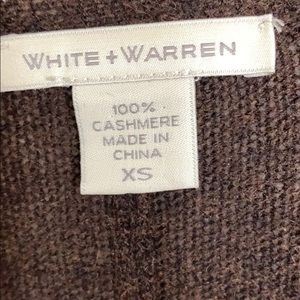 WHITE + WARREN
100%
CASHMERE
MADE IN
CHINA
XS